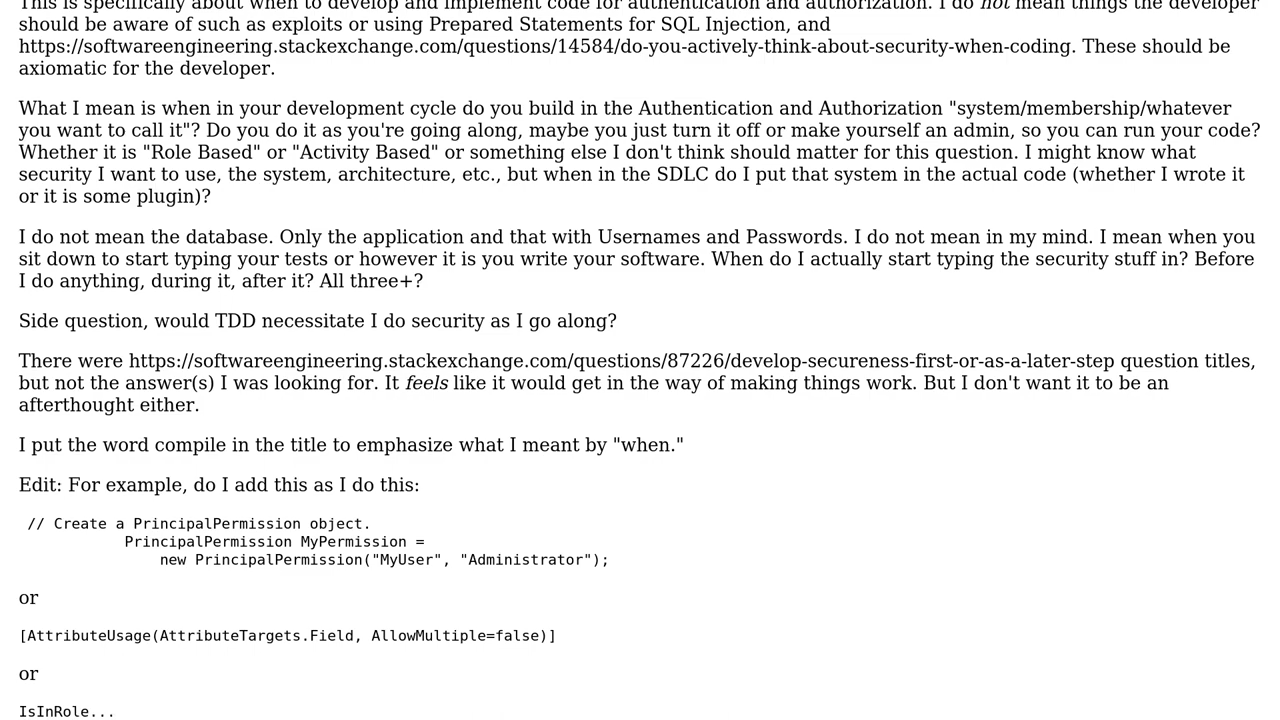 This is specifically about when to develop and implement code for authentication and authorization. I do not mean things the developer
should be aware of such as exploits or using Prepared Statements for SQL Injection, and
https://softwareengineering.stackexchange.com/questions/14584/do-you-actively-think-about-security-when-coding. These should be
axiomatic for the developer.
What I mean is when in your development cycle do you build in the Authentication and Authorization "system/membership/whatever
you want to call it"? Do you do it as you're going along, maybe you just turn it off or make yourself an admin, so you can run your code?
Whether it is "Role Based" or "Activity Based" or something else I don't think should matter for this question. I might know what
security I want to use, the system, architecture, etc., but when in the SDLC do I put that system in the actual code (whether I wrote it
or it is some plugin)?
I do not mean the database. Only the application and that with Usernames and Passwords. I do not mean in my mind. I mean when you
sit down to start typing your tests or however it is you write your software. When do I actually start typing the security stuff in? Before
I do anything, during it, after it? All three+?
Side question, would TDD necessitate I do security as I go along?
There were https://softwareengineering.stackexchange.com/questions/87226/develop-secureness-first-or-as-a-later-step question titles,
but not the answer(s) I was looking for. It feels like it would get in the way of making things work. But I don't want it to be an
afterthought either.
I put the word compile in the title to emphasize what I meant by "when."
Edit: For example, do I add this as I do this:
// Create a PrincipalPermission object.
PrincipalPermission MyPermission =
new PrincipalPermission("MyUser", "Administrator");
or
[AttributeUsage(AttributeTargets.Field, AllowMultiple=false)]
or
IsInRole...